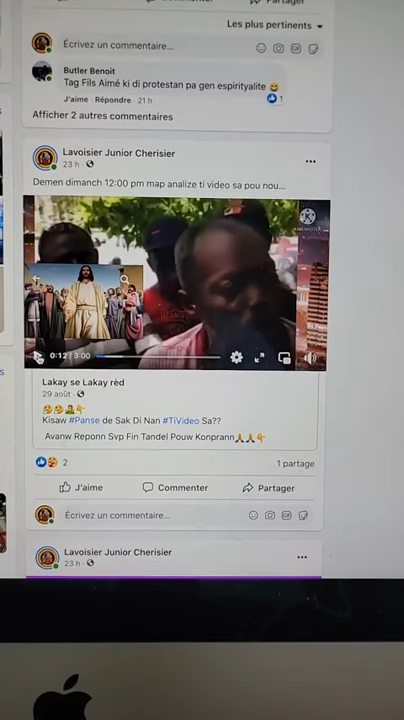 Partager
Les plus pertinents
Écrivez un commentaire...
Butler Benoit
Tag Fils Aimé ki di protestan pa gen espirityalite
J'aime · Répondre · 21 h
1
Afficher 2 autres commentaires
Lavoisier Junior Cherisier
23 h ·
Demen dimanch 12:00 pm map analize ti video sa pou nou...
KINEMASTER
0:12 / 3:00
Lakay se Lakay rèd
29 août ·
Kisaw #Panse de Sak Di Nan #TiVideo Sa??
Avanw Reponn Svp Fin Tandel Pouw Konprann
2
1 partage
J'aime
Commenter
Partager
Écrivez un commentaire...
Lavoisier Junior Cherisier
23 h ·